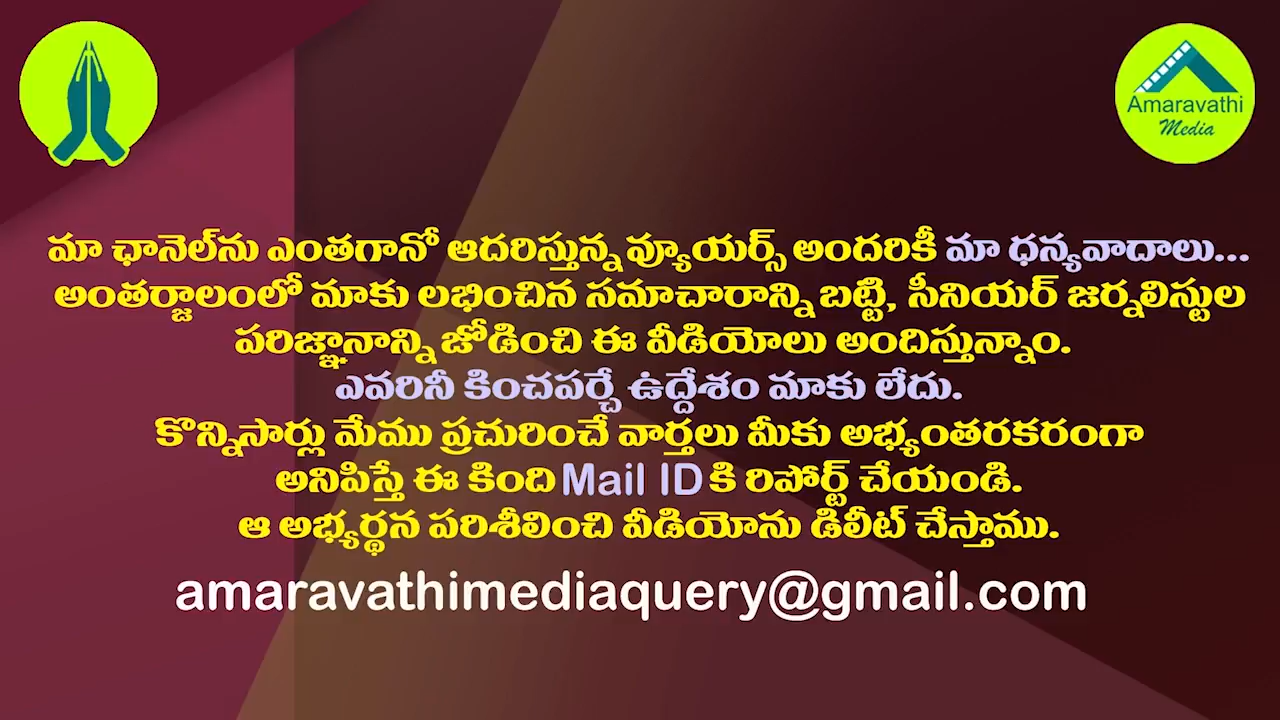 Amaravathi
Media
మా ఛానెల్‌ను ఎంతగానో ఆదరిస్తున్న వ్యూయర్స్ అందరికీ మా ధన్యవాదాలు...
అంతర్జాలంలో మాకు లభించిన సమాచారాన్ని బట్టి, సీనియర్ జర్నలిస్టుల
పరిజ్ఞానాన్ని జోడించి ఈ వీడియోలు అందిస్తున్నాం.
ఎవరినీ కించపర్చే ఉద్దేశం మాకు లేదు.
కొన్నిసార్లు మేము ప్రచురించే వార్తలు మీకు అభ్యంతరకరంగా
అనిపిస్తే ఈ కింది Mail ID కి రిపోర్ట్ చేయండి.
ఆ అభ్యర్థన పరిశీలించి వీడియోను డిలీట్ చేస్తాము.
amaravathimediaquery@gmail.com